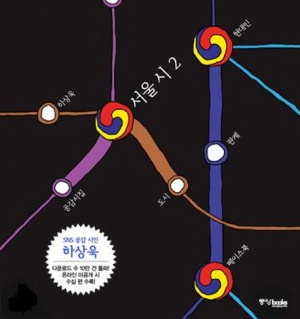 현대인
서울 시 2
하상욱
관계
공감시집
도시
페이스북
SNS 공감 시인
하상욱
다운로드 수 10만 건 돌파!
온라인 미공개 시
수십 편 수록!
중앙books